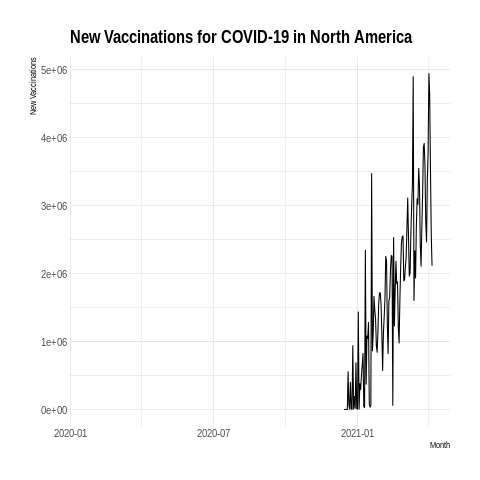 New Vaccinations for COVID-19 in North America
New Vaccinations
5e+06
4e+06
3e+06
2e+06
1e+06
0e+00
2020-01 2020-07 2021-01
Month